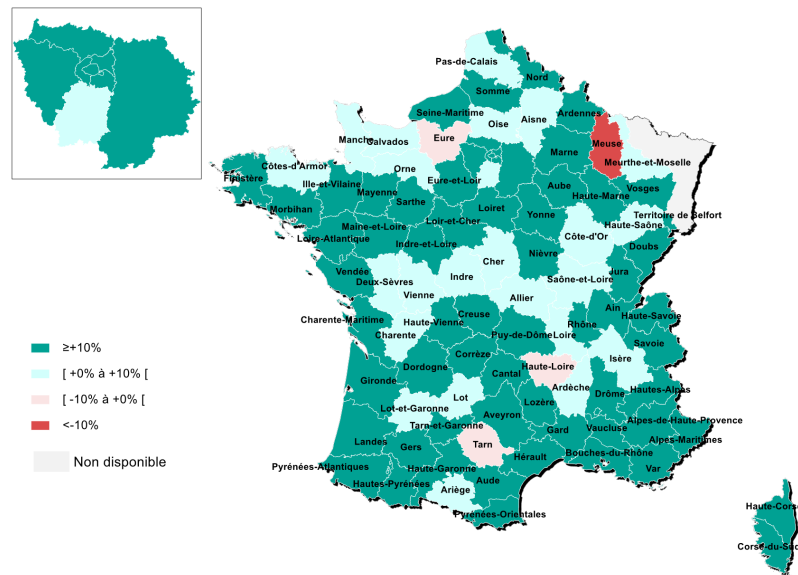 Pas-de-Calais
Nord
Somme
Seine-Maritime
Ardennes
Oise
Aisne
Manche
Calvados
Eure
Meuse
Marne
Meurthe-et-Moselle
Orne
Côtes-d'Armor
Finistère
Ille-et-Vilaine
Eure-et-Loir
Mayenne
Aube
Vosges
Haute-Marne
Sarthe
Morbihan
Loiret
Yonne
Territoire de Belfort
Loir-et-Cher
Haute-Saône
Maine-et-Loire
Côte-d'Or
Loire-Atlantique
Indre-et-Loire
Doubs
Nièvre
Cher
Vendée
Jura
Indre
Saône-et-Loire
Deux-Sèvres
Vienne
Allier
Ain
Creuse
Haute-Savoie
Charente-Maritime
Haute-Vienne
Rhône
Charente
Puy-de-Dôme
Loire
Savoie
≥+10%
Corrèze
Isère
Dordogne
Haute-Loire
Cantal
[ +0% à +10% [
Gironde
Ardèche
Hautes-Alpes
Drôme
[ -10% à +0% [
Lot
Lozère
Lot-et-Garonne
Aveyron
Alpes-de-Haute-Provence
<-10%
Tarn-et-Garonne
Gard
Vaucluse
Landes
Tarn
Alpes-Maritimes
Gers
Hérault
Bouches-du-Rhône
Non disponible
Pyrénées-Atlantiques
Haute-Garonne
Var
Aude
Hautes-Pyrénées
Ariège
Haute-Cors
Pyrénées-Orientales
Corse-du-Sud